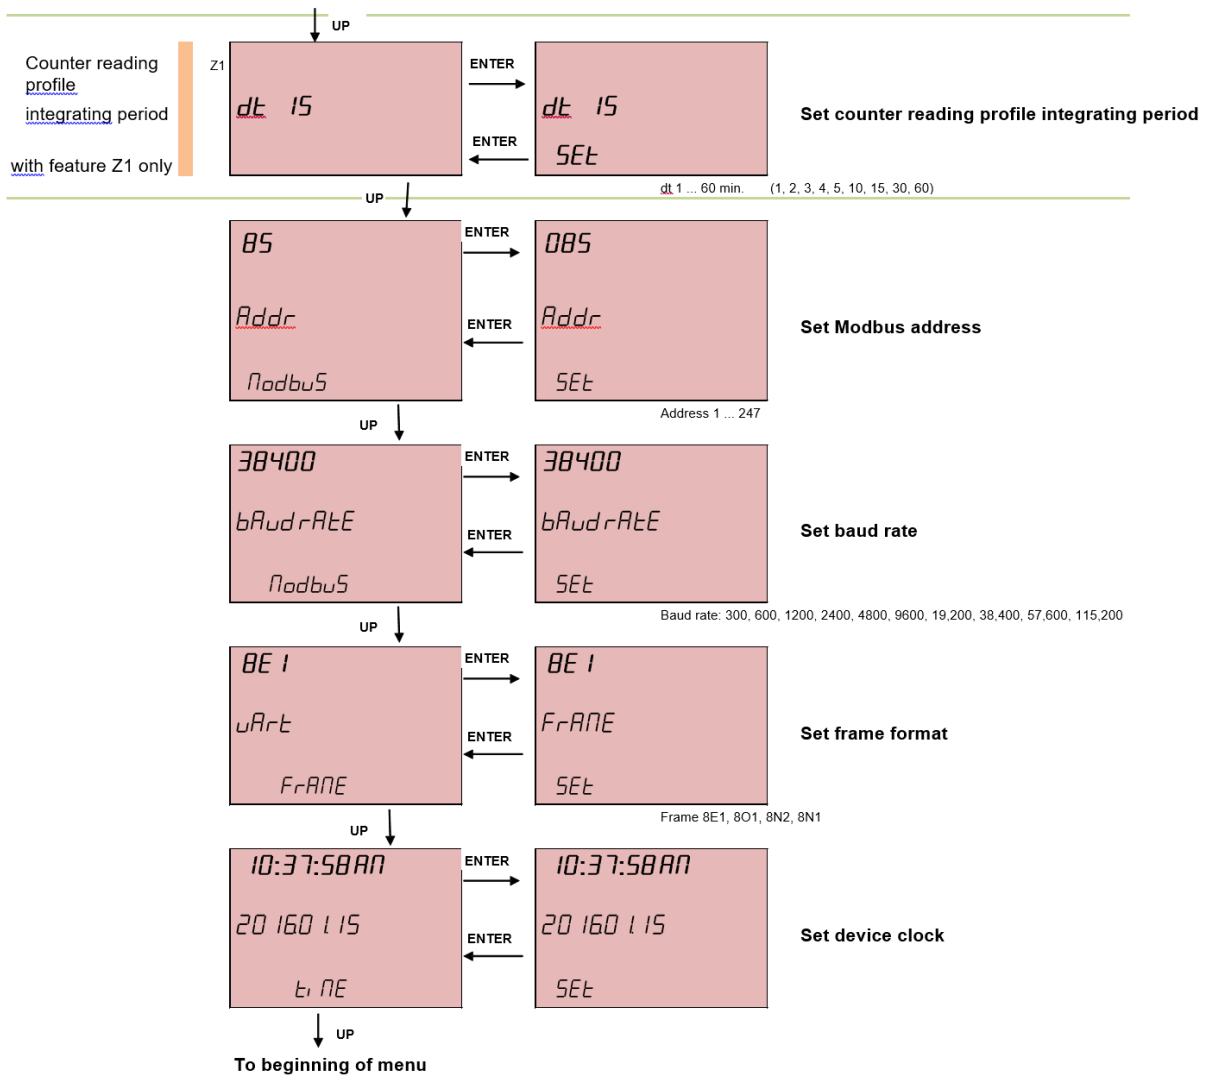 UP
Counter reading
profile
integrating period
with feature Z1 only
Z1
dt 15
ENTER
ENTER
dt 15
SEt
Set counter reading profile integrating period
dt 1 ... 60 min. (1, 2, 3, 4, 5, 10, 15, 30, 60)
UP
85
Addr
ModbuS
ENTER
ENTER
085
Addr
SEt
Set Modbus address
Address 1 ... 247
UP
38400
bAudrAtE
ModbuS
ENTER
ENTER
38400
bAudrAtE
SEt
Set baud rate
Baud rate: 300, 600, 1200, 2400, 4800, 9600, 19,200, 38,400, 57,600, 115,200
UP
8E1
uArt
FrAME
ENTER
ENTER
8E1
FrAME
SEt
Set frame format
Frame 8E1, 8O1, 8N2, 8N1
UP
10:37:58AM
2016.01.15
tiME
ENTER
ENTER
10:37:58AM
2016.01.15
SEt
Set device clock
UP
To beginning of menu